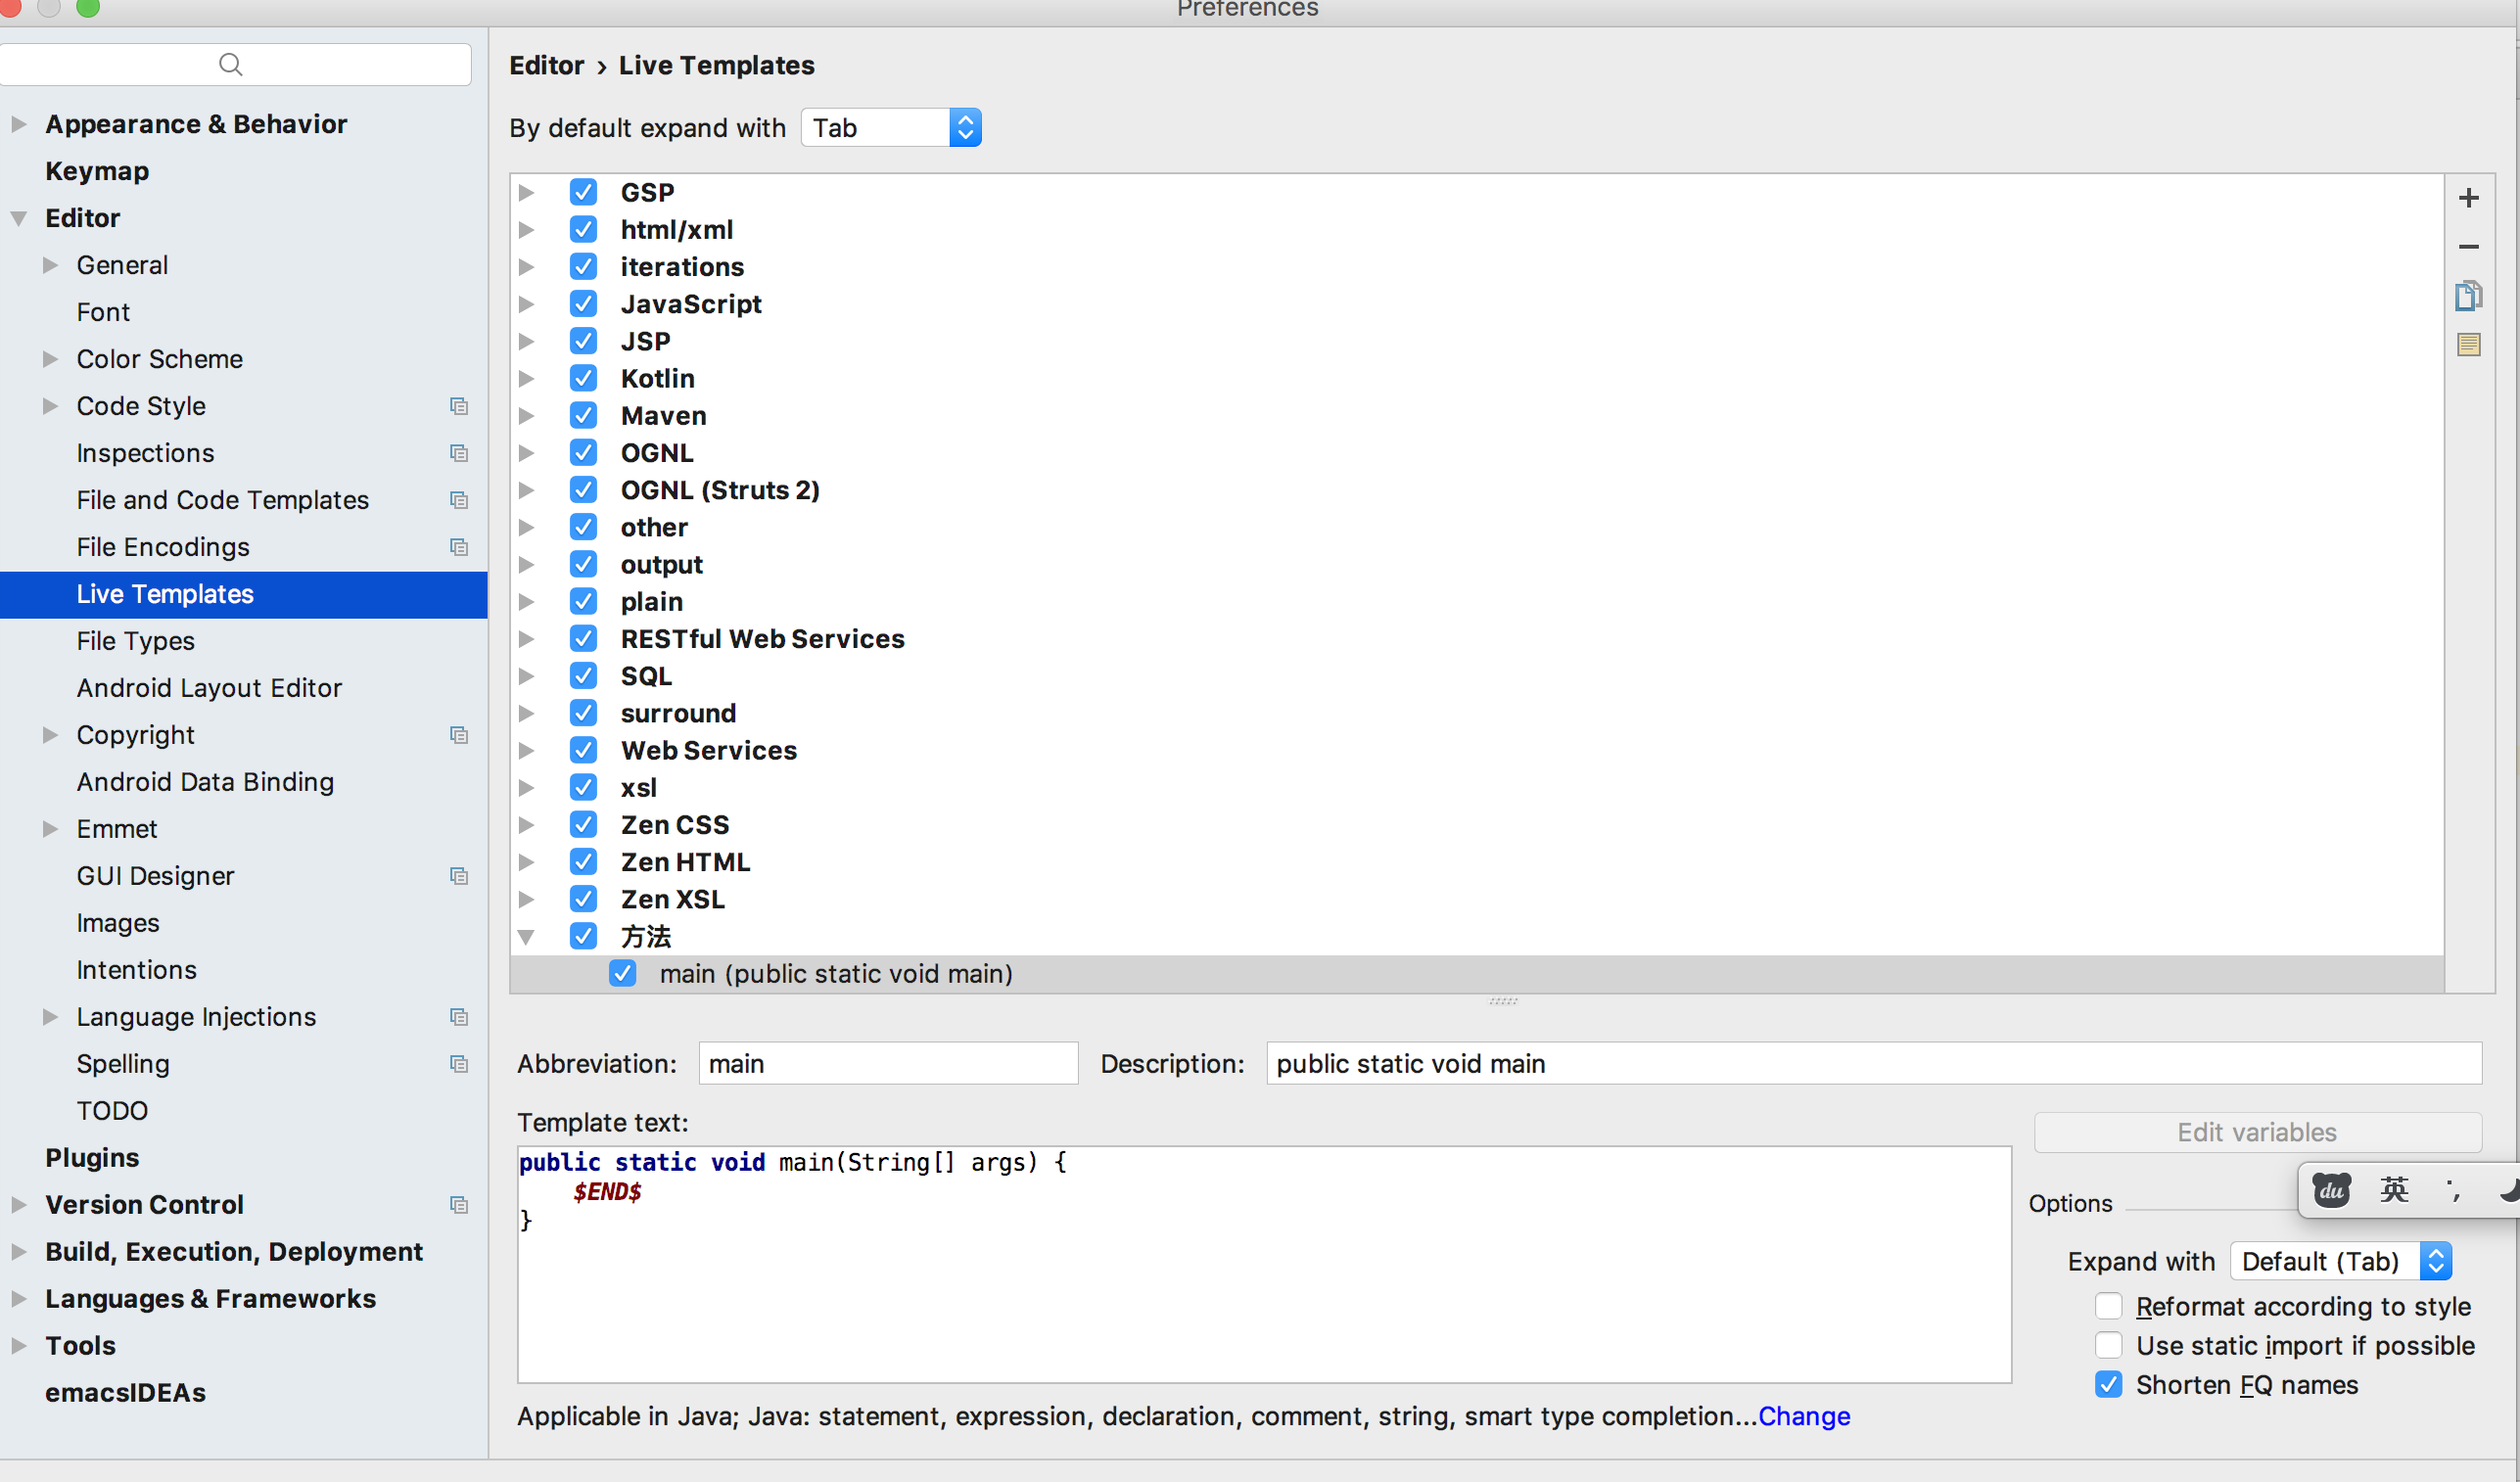 Preferences
Appearance & Behavior
Keymap
Editor
General
Font
Color Scheme
Code Style
Inspections
File and Code Templates
File Encodings
Live Templates
File Types
Android Layout Editor
Copyright
Android Data Binding
Emmet
GUI Designer
Images
Intentions
Language Injections
Spelling
TODO
Plugins
Version Control
Build, Execution, Deployment
Languages & Frameworks
Tools
emacsIDEAs
Editor › Live Templates
By default expand with Tab
GSP
html/xml
iterations
JavaScript
JSP
Kotlin
Maven
OGNL
OGNL (Struts 2)
other
output
plain
RESTful Web Services
SQL
surround
Web Services
xsl
Zen CSS
Zen HTML
Zen XSL
方法
main (public static void main)
Abbreviation: main Description: public static void main
Template text:
public static void main(String[] args) {
    $END$
}
Edit variables
du 英 ·,
Options
Expand with Default (Tab)
Reformat according to style
Use static import if possible
Shorten FQ names
Applicable in Java; Java: statement, expression, declaration, comment, string, smart type completion...Change